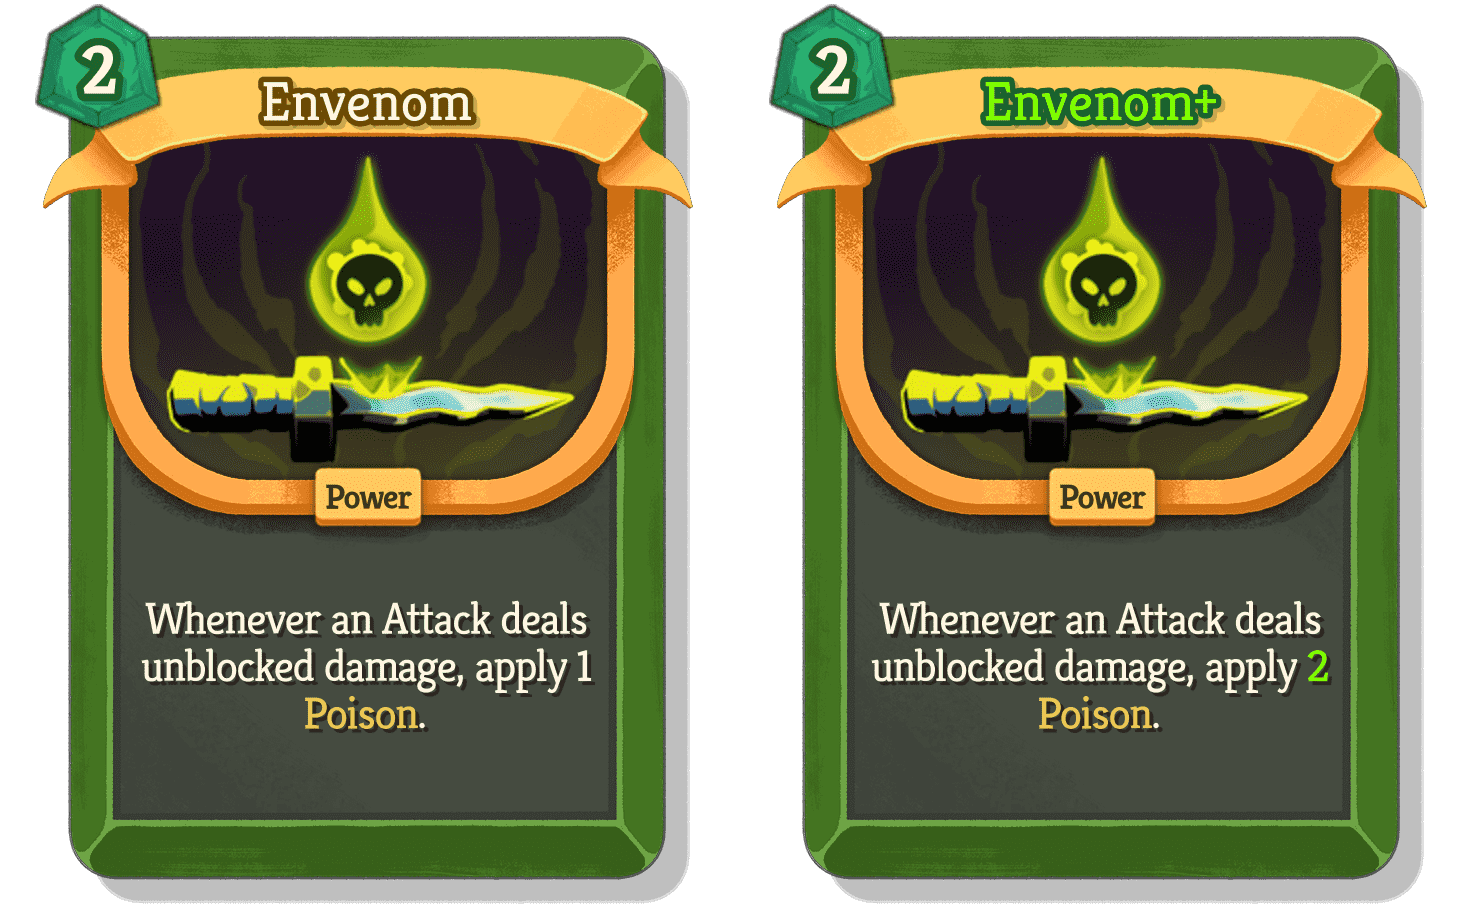 2
Envenom
Power
Whenever an Attack deals
unblocked damage, apply 1
Poison.
2
Envenom+
Power
Whenever an Attack deals
unblocked damage, apply 2
Poison.